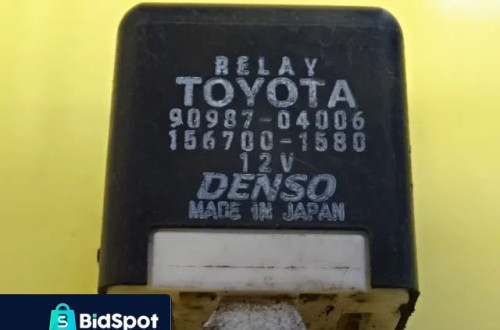 RELAY
TOYOTA
90987-04006
156700-1580
12V
DENSO
MADE IN JAPAN
S
BidSpot